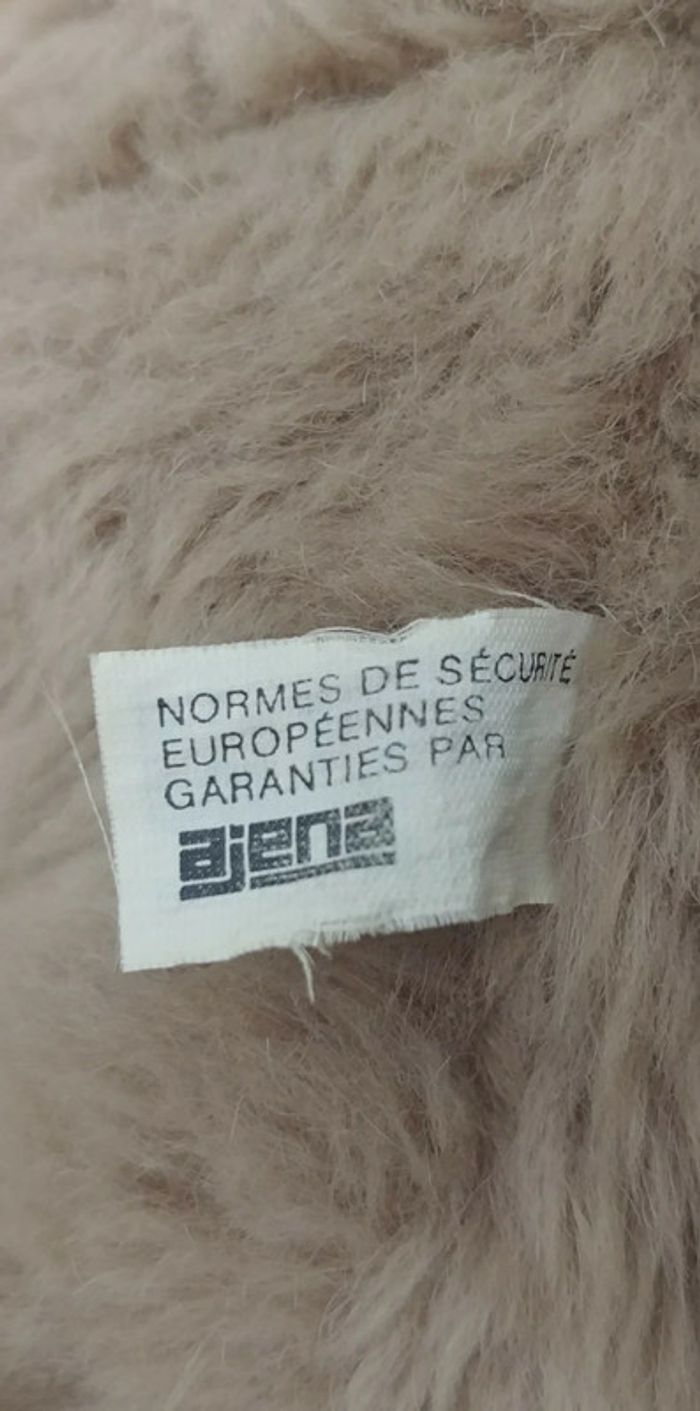 NORMES DE SÉCURITÉ
EUROPÉENNES
GARANTIES PAR
ajena